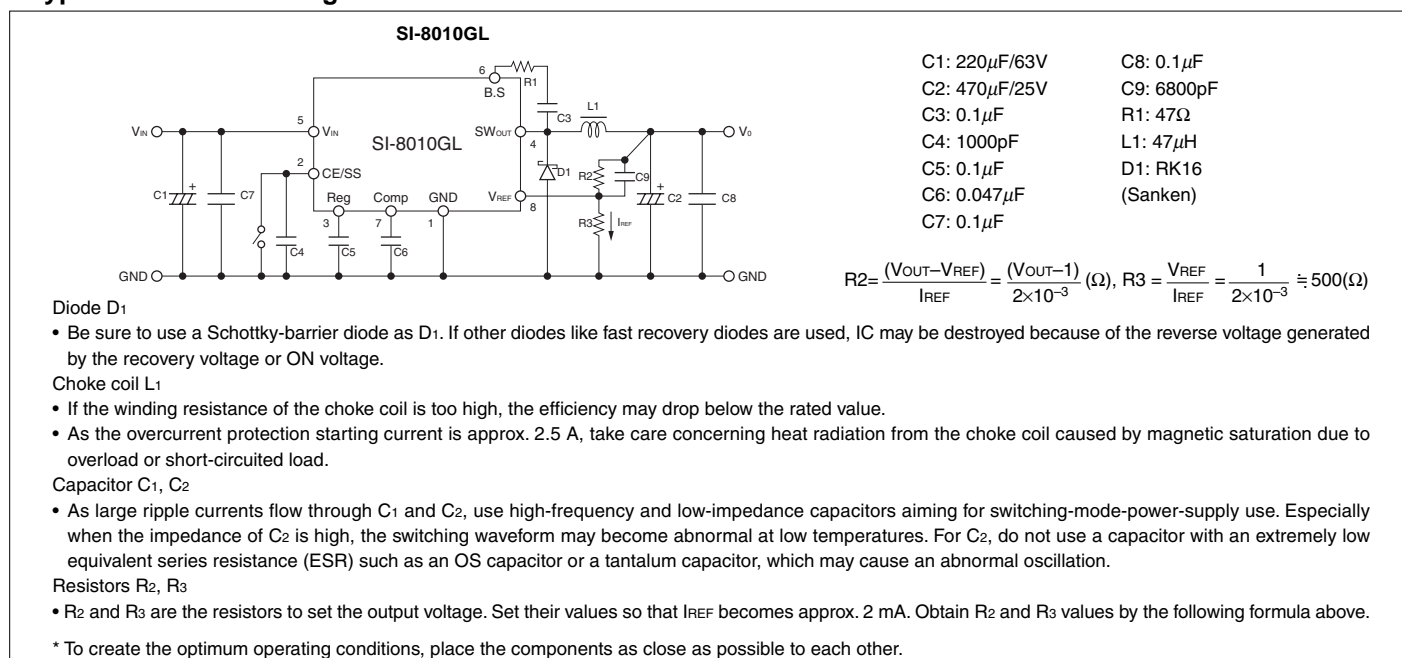 SI-8010GL
6
R1
B.S
C3
L1
VIN
5
VIN
SWOUT
4
V0
SI-8010GL
2
CE/SS
D1
R2
C9
C1
+
C7
Reg
Comp
GND
VREF
8
+
C2
C8
3
7
1
R3
IREF
C4
C5
C6
GND
GND
C1: 220μF/63V
C2: 470μF/25V
C3: 0.1μF
C4: 1000pF
C5: 0.1μF
C6: 0.047μF
C7: 0.1μF
C8: 0.1μF
C9: 6800pF
R1: 47Ω
L1: 47μH
D1: RK16
(Sanken)
R2= (VOUT–VREF) / IREF = (VOUT–1) / 2×10–3 (Ω), R3 = VREF / IREF = 1 / 2×10–3 ≒ 500(Ω)
Diode D1
• Be sure to use a Schottky-barrier diode as D1. If other diodes like fast recovery diodes are used, IC may be destroyed because of the reverse voltage generated
by the recovery voltage or ON voltage.
Choke coil L1
• If the winding resistance of the choke coil is too high, the efficiency may drop below the rated value.
• As the overcurrent protection starting current is approx. 2.5 A, take care concerning heat radiation from the choke coil caused by magnetic saturation due to
overload or short-circuited load.
Capacitor C1, C2
• As large ripple currents flow through C1 and C2, use high-frequency and low-impedance capacitors aiming for switching-mode-power-supply use. Especially
when the impedance of C2 is high, the switching waveform may become abnormal at low temperatures. For C2, do not use a capacitor with an extremely low
equivalent series resistance (ESR) such as an OS capacitor or a tantalum capacitor, which may cause an abnormal oscillation.
Resistors R2, R3
• R2 and R3 are the resistors to set the output voltage. Set their values so that IREF becomes approx. 2 mA. Obtain R2 and R3 values by the following formula above.
* To create the optimum operating conditions, place the components as close as possible to each other.